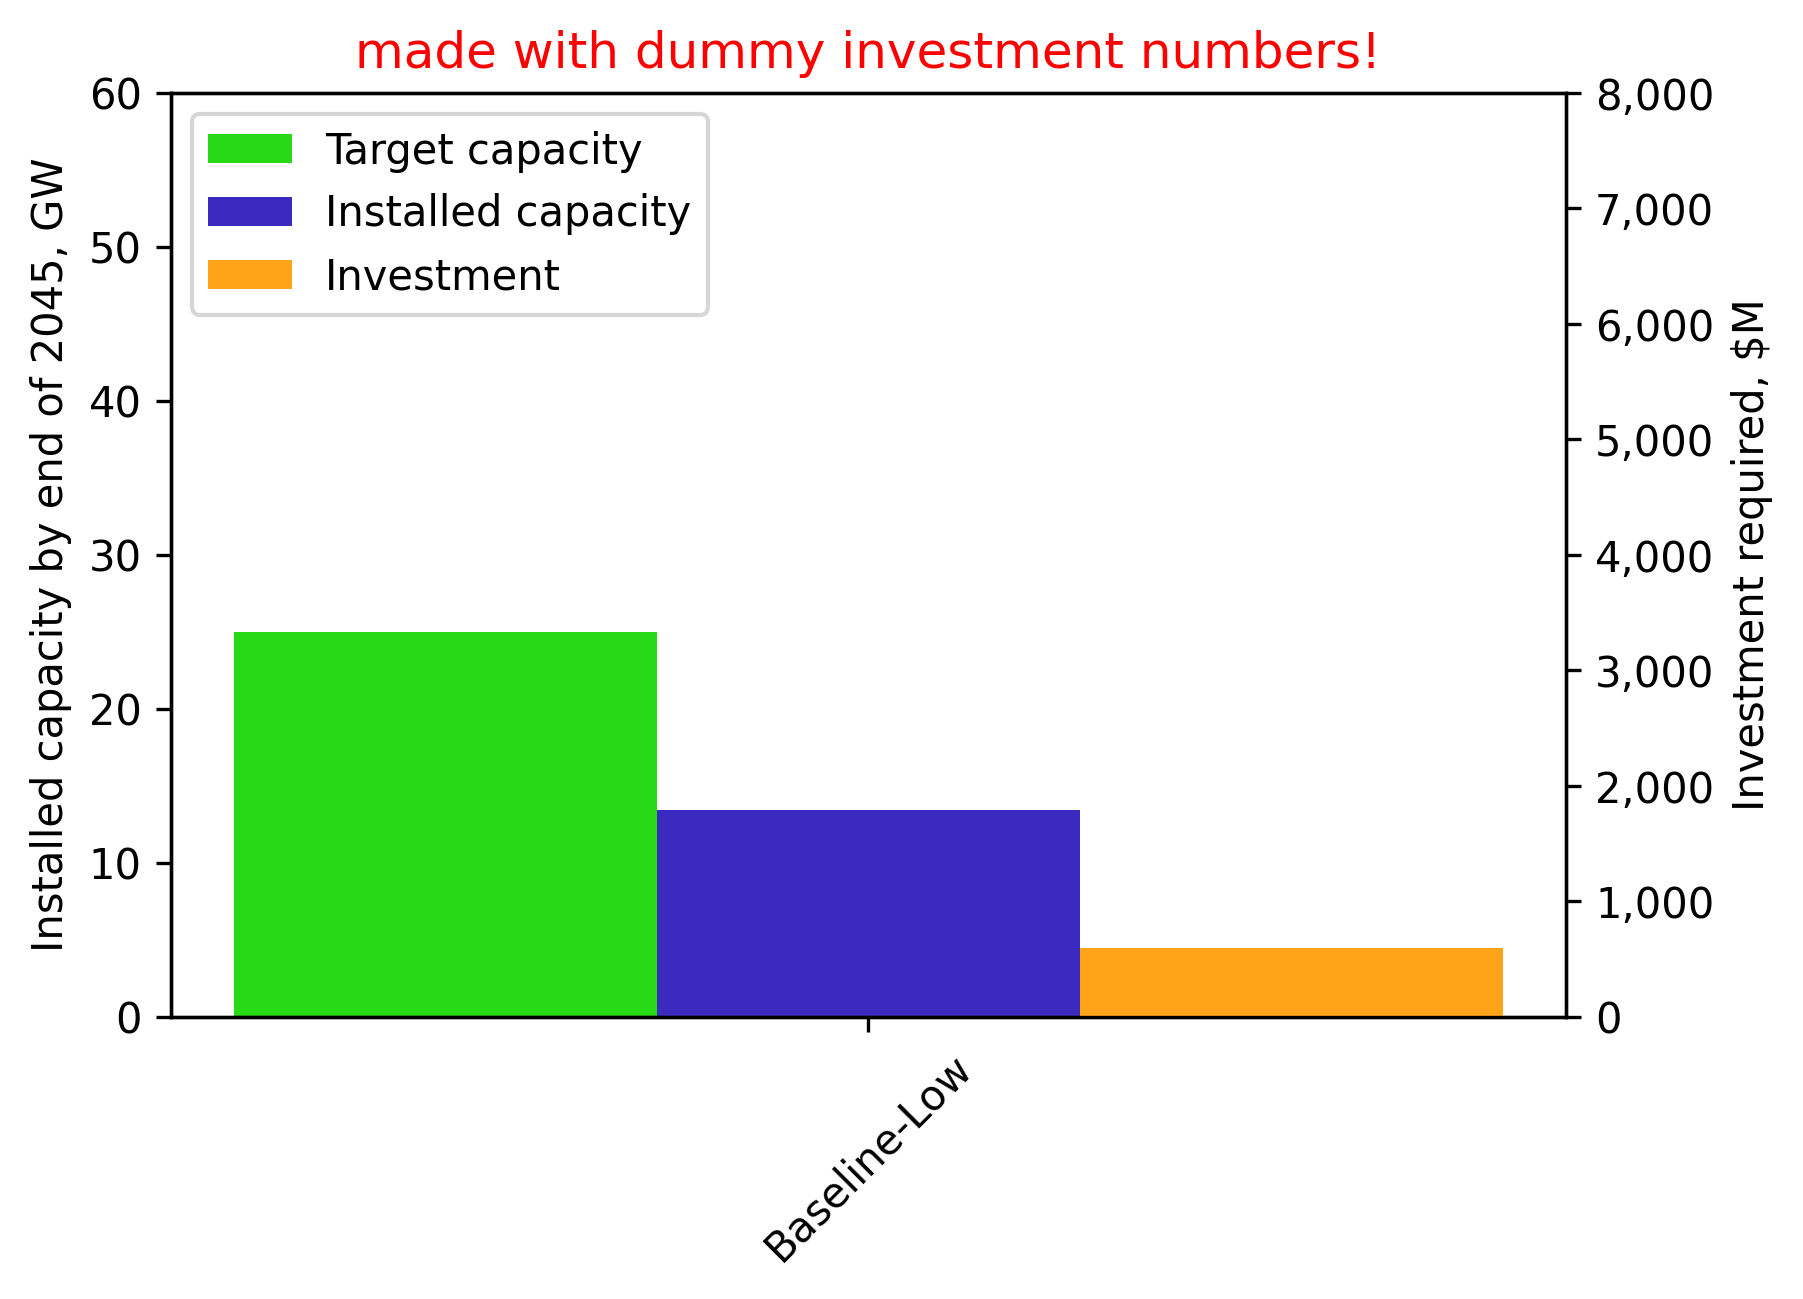 made with dummy investment numbers!
60
50
40
30
20
10
0
Installed capacity by end of 2045, GW
Target capacity
Installed capacity
Investment
8,000
7,000
6,000
5,000
4,000
3,000
2,000
1,000
0
Investment required, $M
Baseline-Low